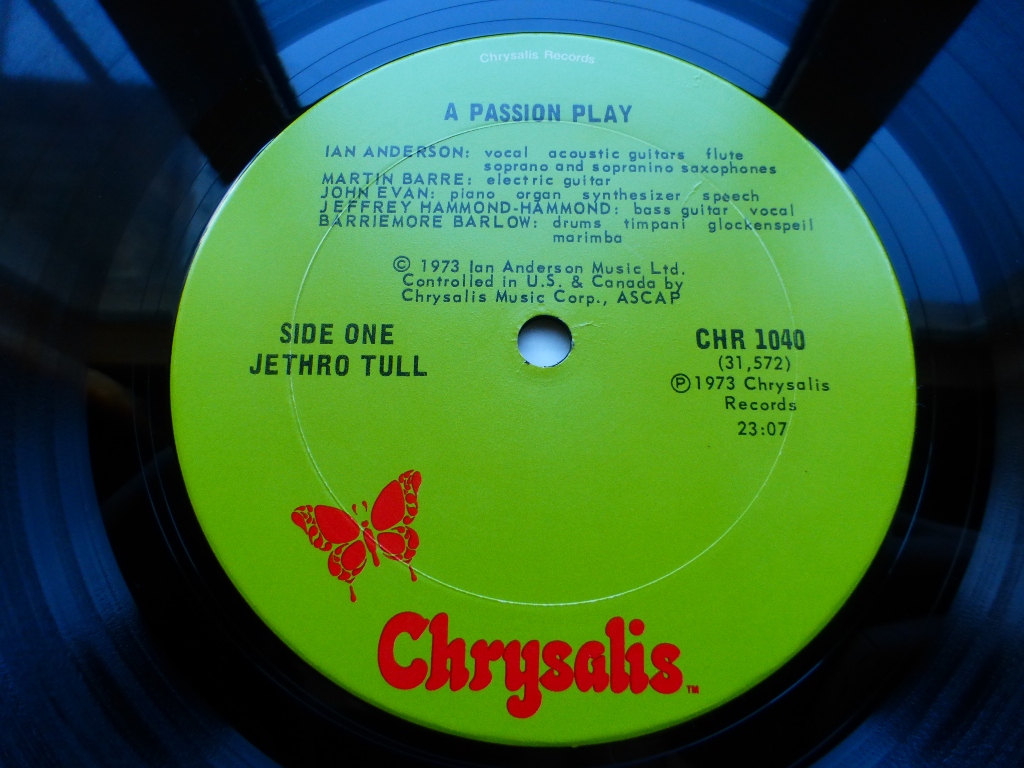 Chrysalis Records
A PASSION PLAY
IAN ANDERSON: vocal acoustic guitars flute
soprano and sopranino saxophones
MARTIN BARRE: electric guitar
JOHN EVAN: piano organ synthesizer speech
JEFFREY HAMMOND-HAMMOND: bass guitar vocal
BARRIEMORE BARLOW: drums timpani glockenspeil
marimba
© 1973 Ian Anderson Music Ltd.
Controlled in U.S. & Canada by
Chrysalis Music Corp., ASCAP
SIDE ONE
JETHRO TULL
CHR 1040
(31,572)
℗ 1973 Chrysalis
Records
23:07
Chrysalis™